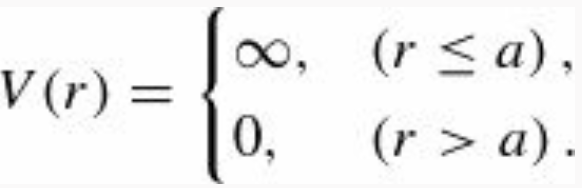 V(r) = { ∞, (r ≤ a) ,
0, (r > a) .